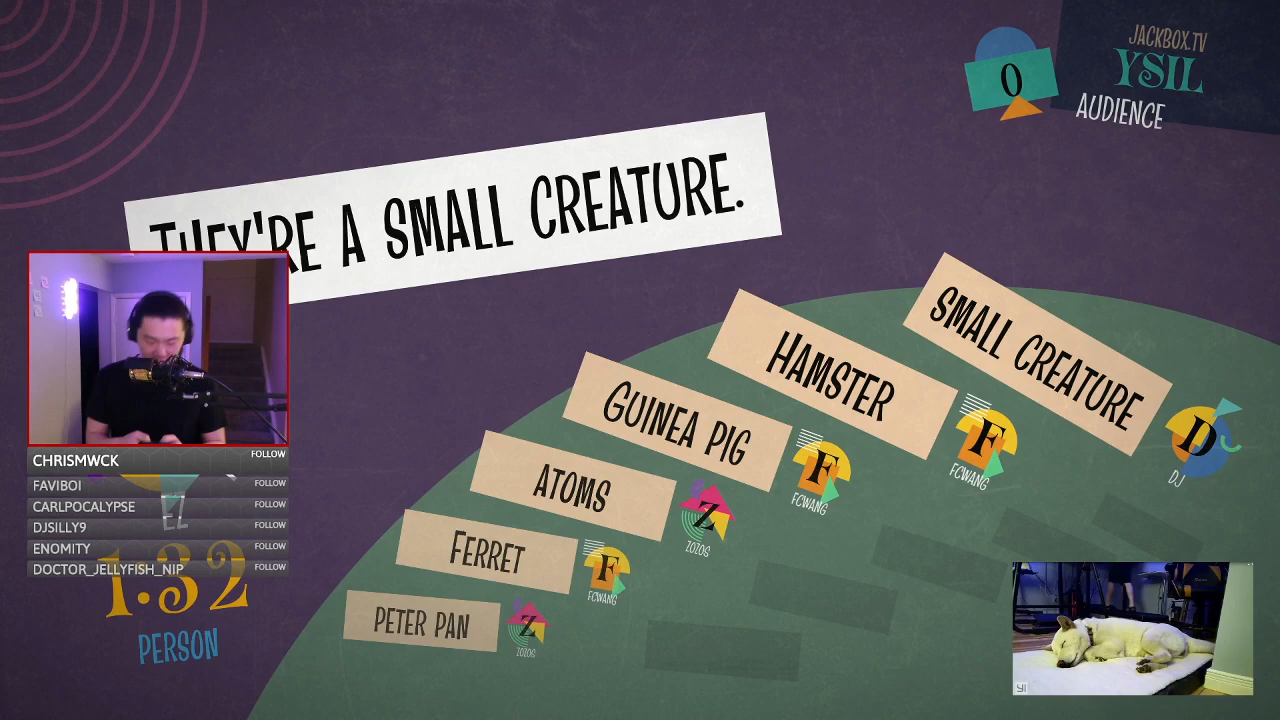 JACKBOX.TV
YSIL
0
AUDIENCE
THEY'RE A SMALL CREATURE.
SMALL CREATURE
D
DJ
HAMSTER
F
FCWANG
GUINEA PIG
F
FCWANG
ATOMS
Z
ZOZOS
FERRET
F
FCWANG
PETER PAN
Z
ZOZOS
CHRISMWCK FOLLOW
FAVIBOI FOLLOW
CARLPOCALYPSE FOLLOW
DJSILLY9 FOLLOW
ENOMITY FOLLOW
DOCTOR_JELLYFISH_NIP FOLLOW
EL
1:32
PERSON
YI